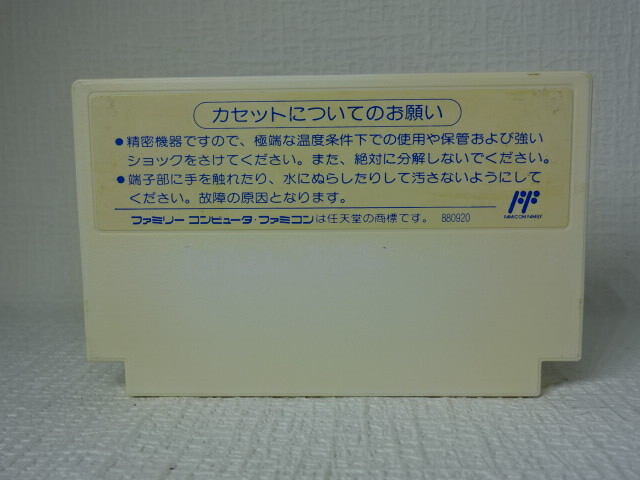 カセットについてのお願い
●精密機器ですので、極端な温度条件下での使用や保管および強い
ショックをさけてください。また、絶対に分解しないでください。
●端子部に手を触れたり、水にぬらしたりして汚さないようにして
ください。故障の原因となります。
ファミリー コンピュータ・ファミコンは任天堂の商標です。 880920
FF
FAMICOM FAMILY